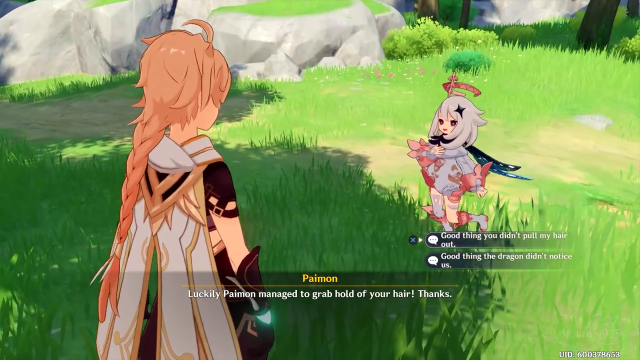 Good thing you didn't pull my hair
out.
Good thing the dragon didn't notice
us.
Paimon
Luckily Paimon managed to grab hold of your hair! Thanks.
UID: 600378653